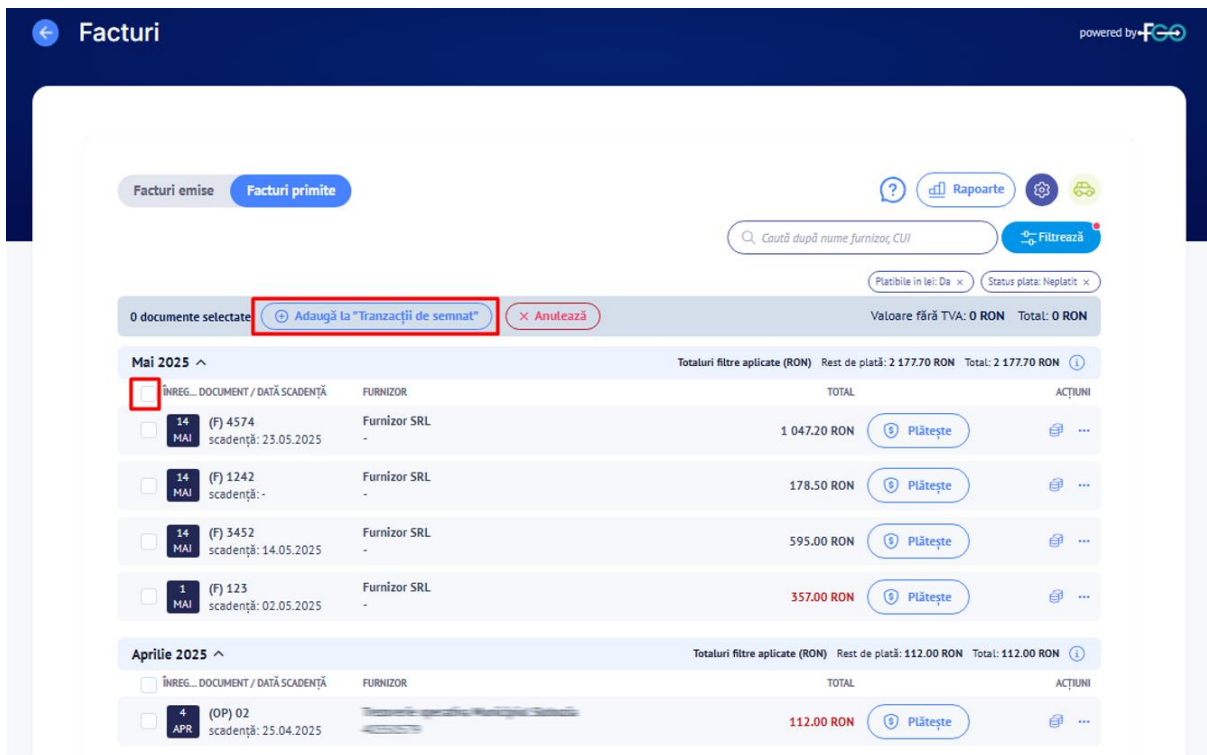 Facturi
powered by FGO
Facturi emise Facturi primite
Rapoarte
Caută după nume furnizor, CUI
Filtrează
Platibile in lei: Da × Status plata: Neplatit ×
0 documente selectate Adaugă la "Tranzacții de semnat" × Anulează Valoare fără TVA: 0 RON Total: 0 RON
Mai 2025 Totaluri filtre aplicate (RON) Rest de plată: 2 177.70 RON Total: 2 177.70 RON
ÎNREG... DOCUMENT / DATĂ SCADENȚĂ FURNIZOR TOTAL ACȚIUNI
14 MAI (F) 4574 Furnizor SRL 1 047.20 RON Plătește ...
scadență: 23.05.2025 -
14 MAI (F) 1242 Furnizor SRL 178.50 RON Plătește ...
scadență: - -
14 MAI (F) 3452 Furnizor SRL 595.00 RON Plătește ...
scadență: 14.05.2025 -
1 MAI (F) 123 Furnizor SRL 357.00 RON Plătește ...
scadență: 02.05.2025 -
Aprilie 2025 Totaluri filtre aplicate (RON) Rest de plată: 112.00 RON Total: 112.00 RON
ÎNREG... DOCUMENT / DATĂ SCADENȚĂ FURNIZOR TOTAL ACȚIUNI
4 APR (OP) 02 112.00 RON Plătește ...
scadență: 25.04.2025